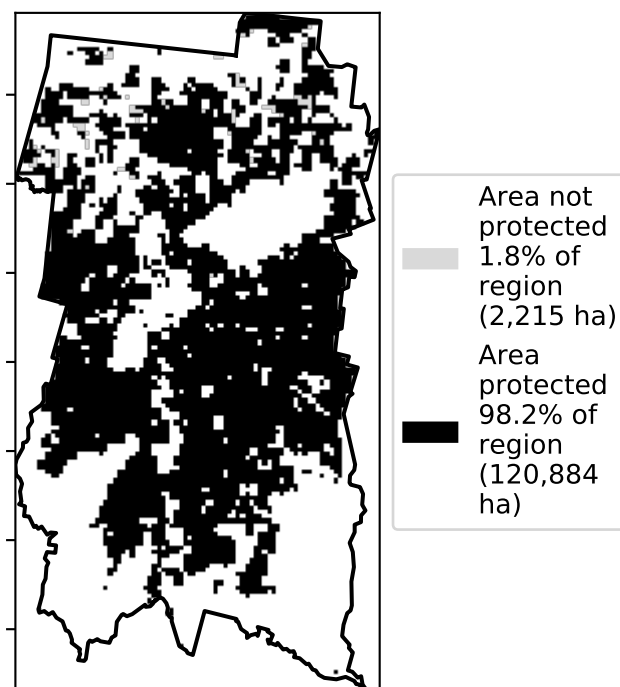 Area not
protected
1.8% of
region
(2,215 ha)
Area
protected
98.2% of
region
(120,884
ha)